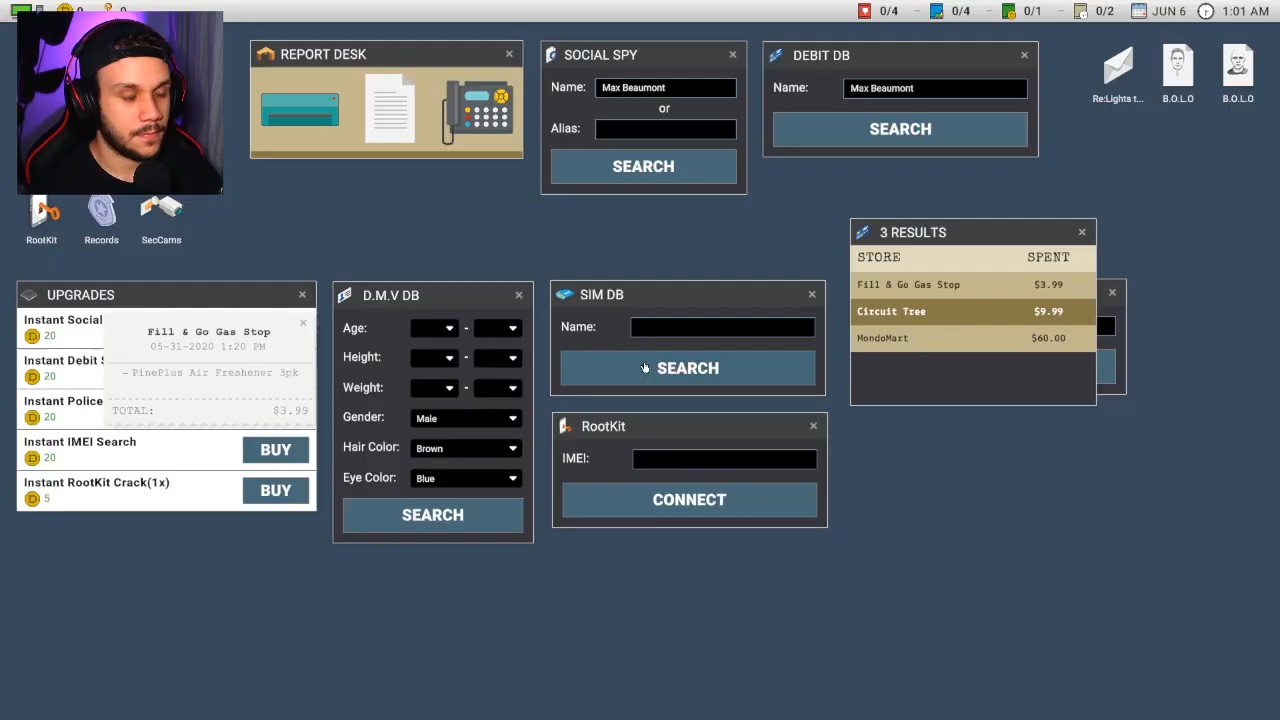 0 0
0/4 – 0/4 – 0/1 – 0/2 JUN 6 1:01 AM
REPORT DESK
SOCIAL SPY
Name: Max Beaumont
or
Alias:
SEARCH
DEBIT DB
Name: Max Beaumont
SEARCH
Re:Lights t...
B.O.L.O
B.O.L.O
RootKit
Records
SecCams
3 RESULTS
STORE SPENT
Fill & Go Gas Stop $3.99
Circuit Tree $9.99
MondoMart $60.00
UPGRADES
Instant Social
20
Instant Debit S
20
Instant Police
20
Instant IMEI Search
20
BUY
Instant RootKit Crack(1x)
5
BUY
Fill & Go Gas Stop
05-31-2020 1:20 PM
– PinePlus Air Freshener 3pk
TOTAL: $3.99
D.M.V DB
Age: -
Height: -
Weight: -
Gender: Male
Hair Color: Brown
Eye Color: Blue
SEARCH
SIM DB
Name:
SEARCH
RootKit
IMEI:
CONNECT